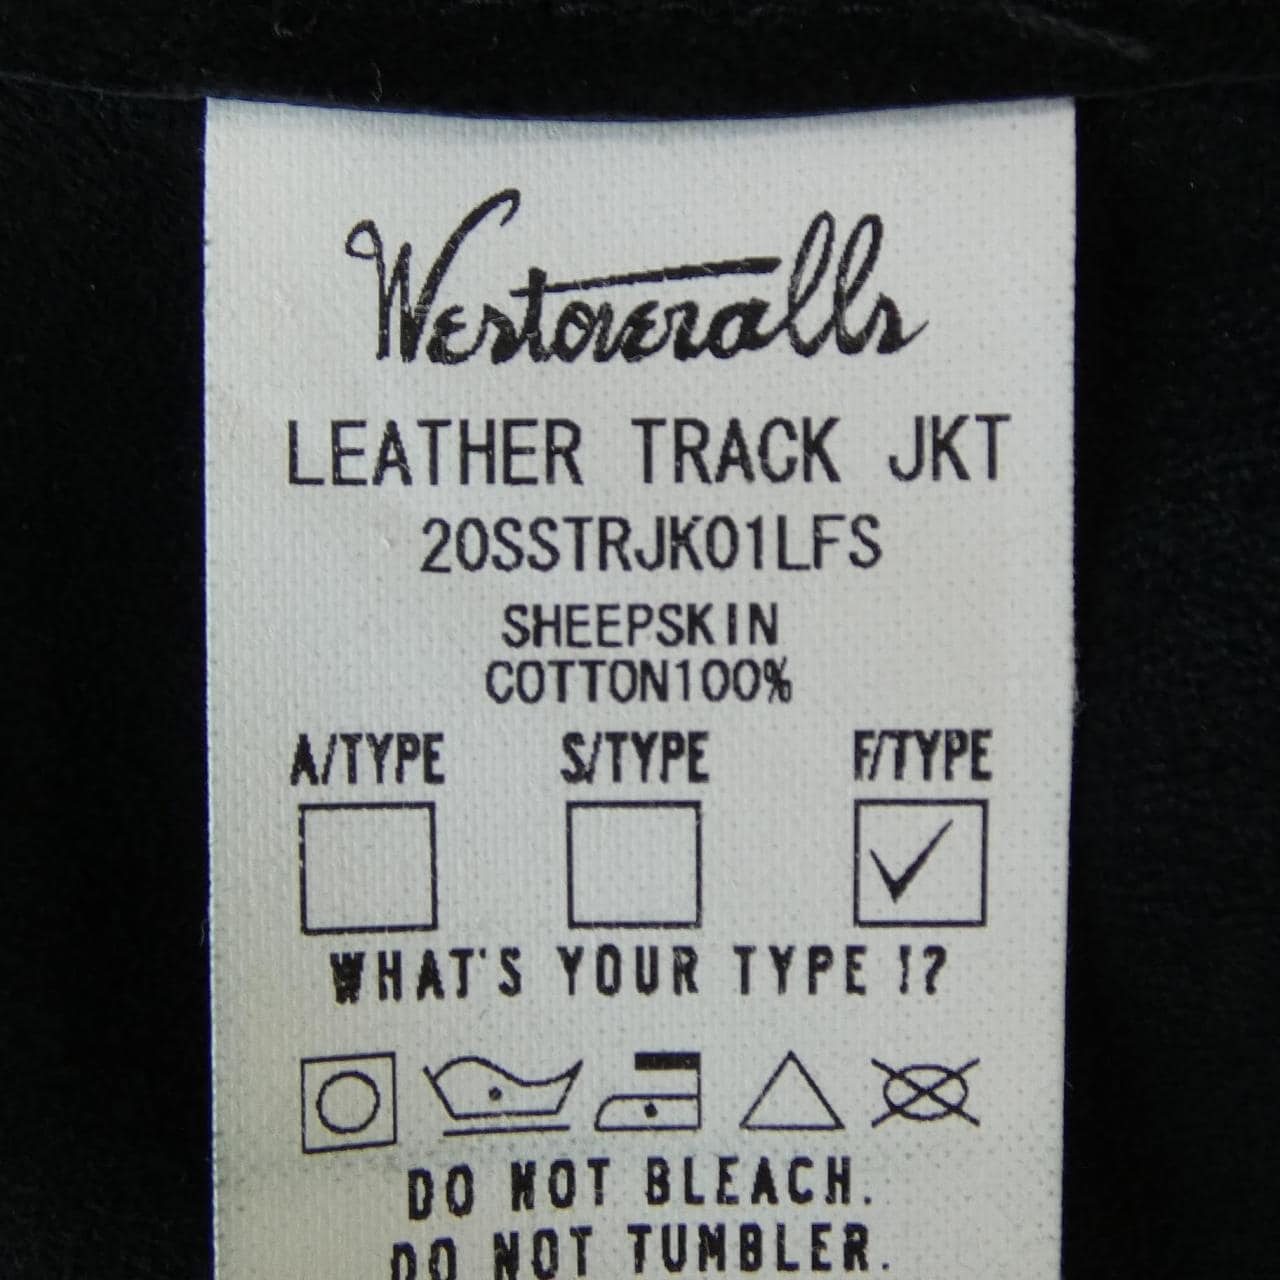 Westoveralls
LEATHER TRACK JKT
20SSTRJK01LFS
SHEEPSKIN
COTTON100%
A/TYPE S/TYPE F/TYPE
WHAT'S YOUR TYPE !?
DO NOT BLEACH.
DO NOT TUMBLER.